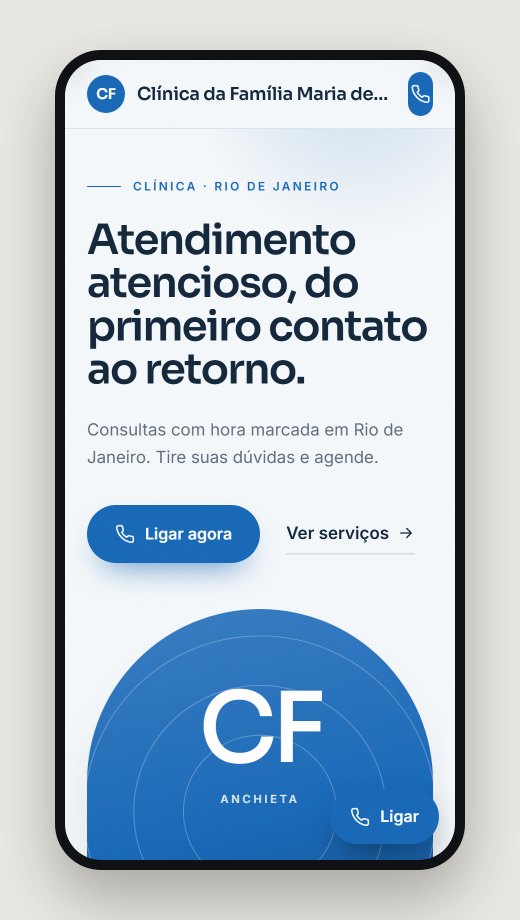 CF
Clínica da Família Maria de...
CLÍNICA · RIO DE JANEIRO
Atendimento
atencioso, do
primeiro contato
ao retorno.
Consultas com hora marcada em Rio de
Janeiro. Tire suas dúvidas e agende.
Ligar agora
Ver serviços →
CF
ANCHIETA
Ligar